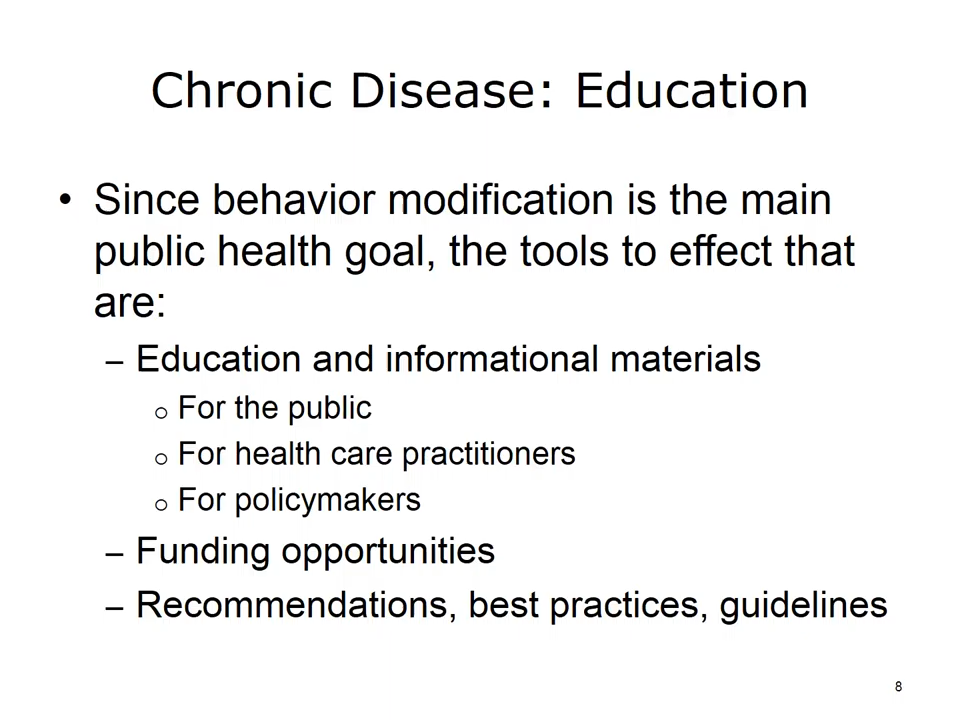 Chronic Disease: Education
• Since behavior modification is the main
public health goal, the tools to effect that
are:
– Education and informational materials
o For the public
o For health care practitioners
o For policymakers
– Funding opportunities
– Recommendations, best practices, guidelines
8